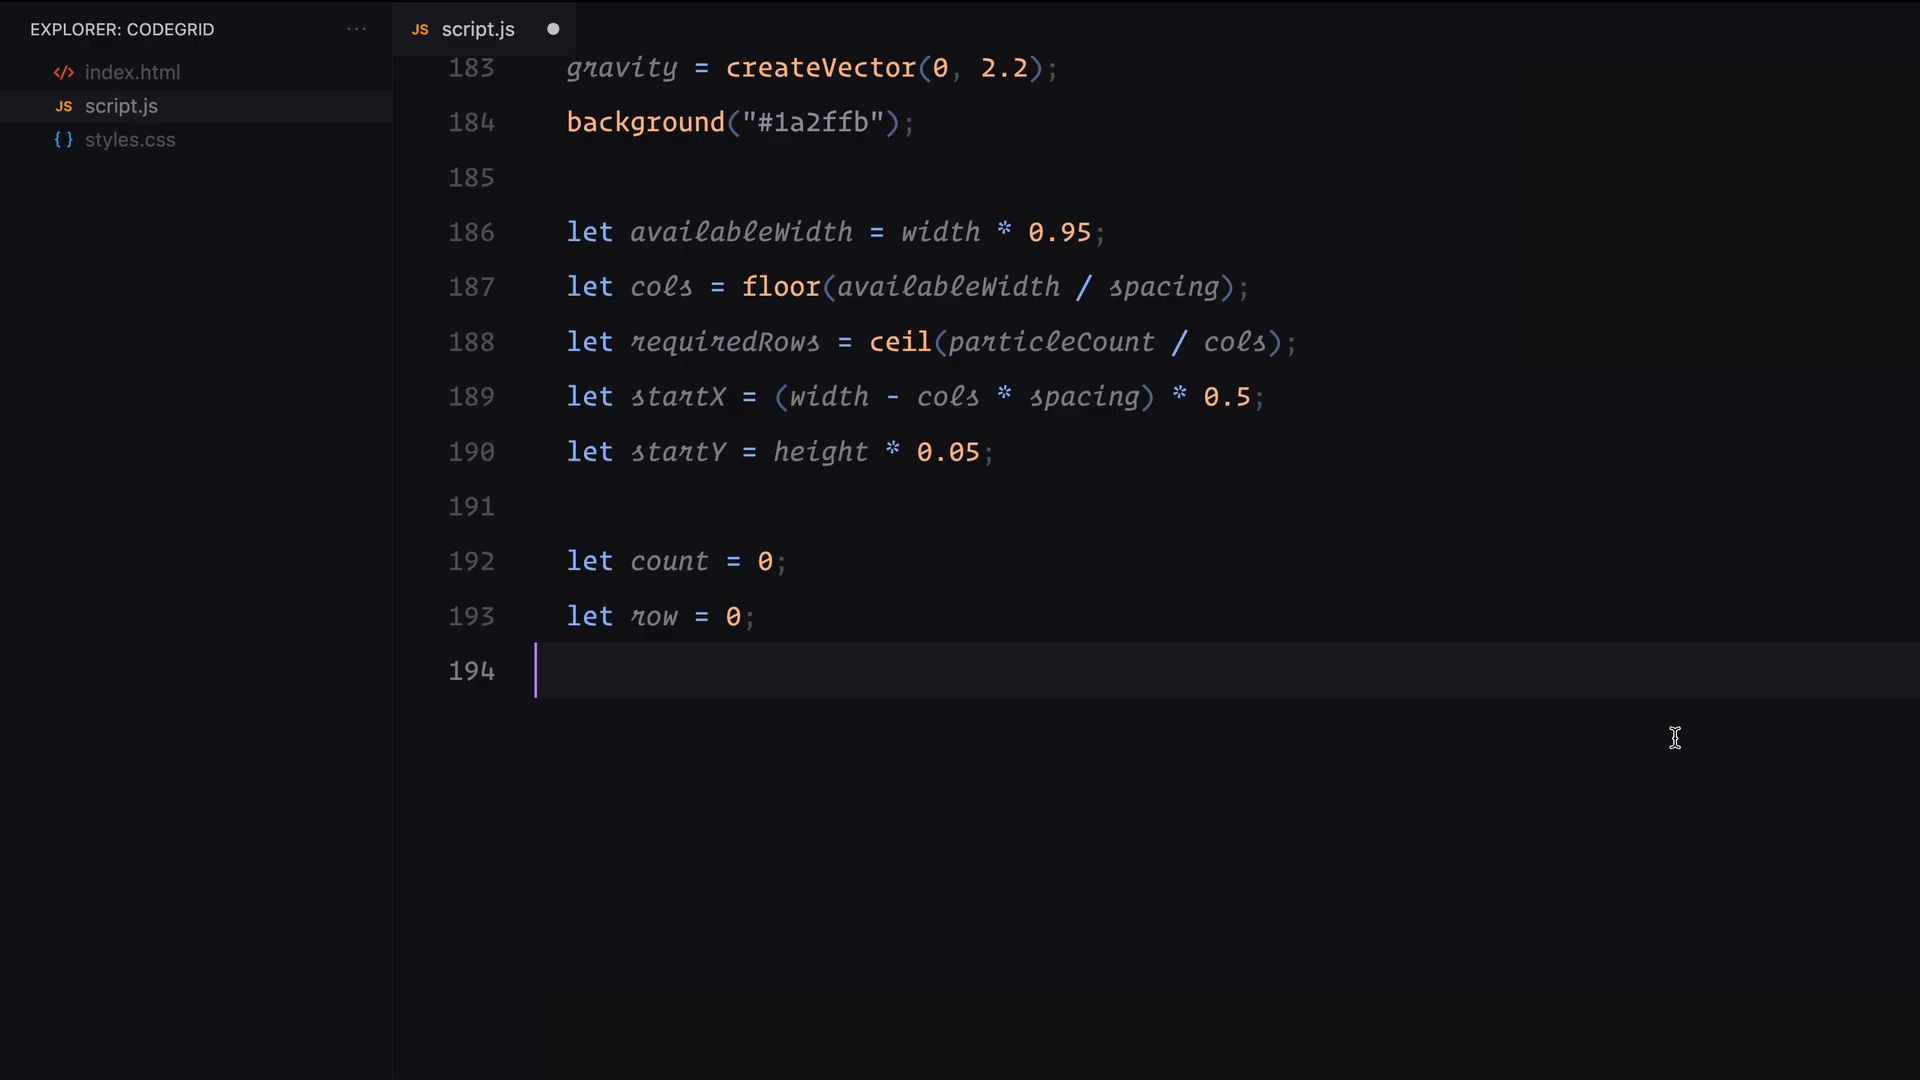 EXPLORER: CODEGRID
...
</> index.html
JS script.js
{ } styles.css
JS script.js
183 gravity = createVector(0, 2.2);
184 background("#1a2ffb");
185
186 let availableWidth = width * 0.95;
187 let cols = floor(availableWidth / spacing);
188 let requiredRows = ceil(particleCount / cols);
189 let startX = (width - cols * spacing) * 0.5;
190 let startY = height * 0.05;
191
192 let count = 0;
193 let row = 0;
194